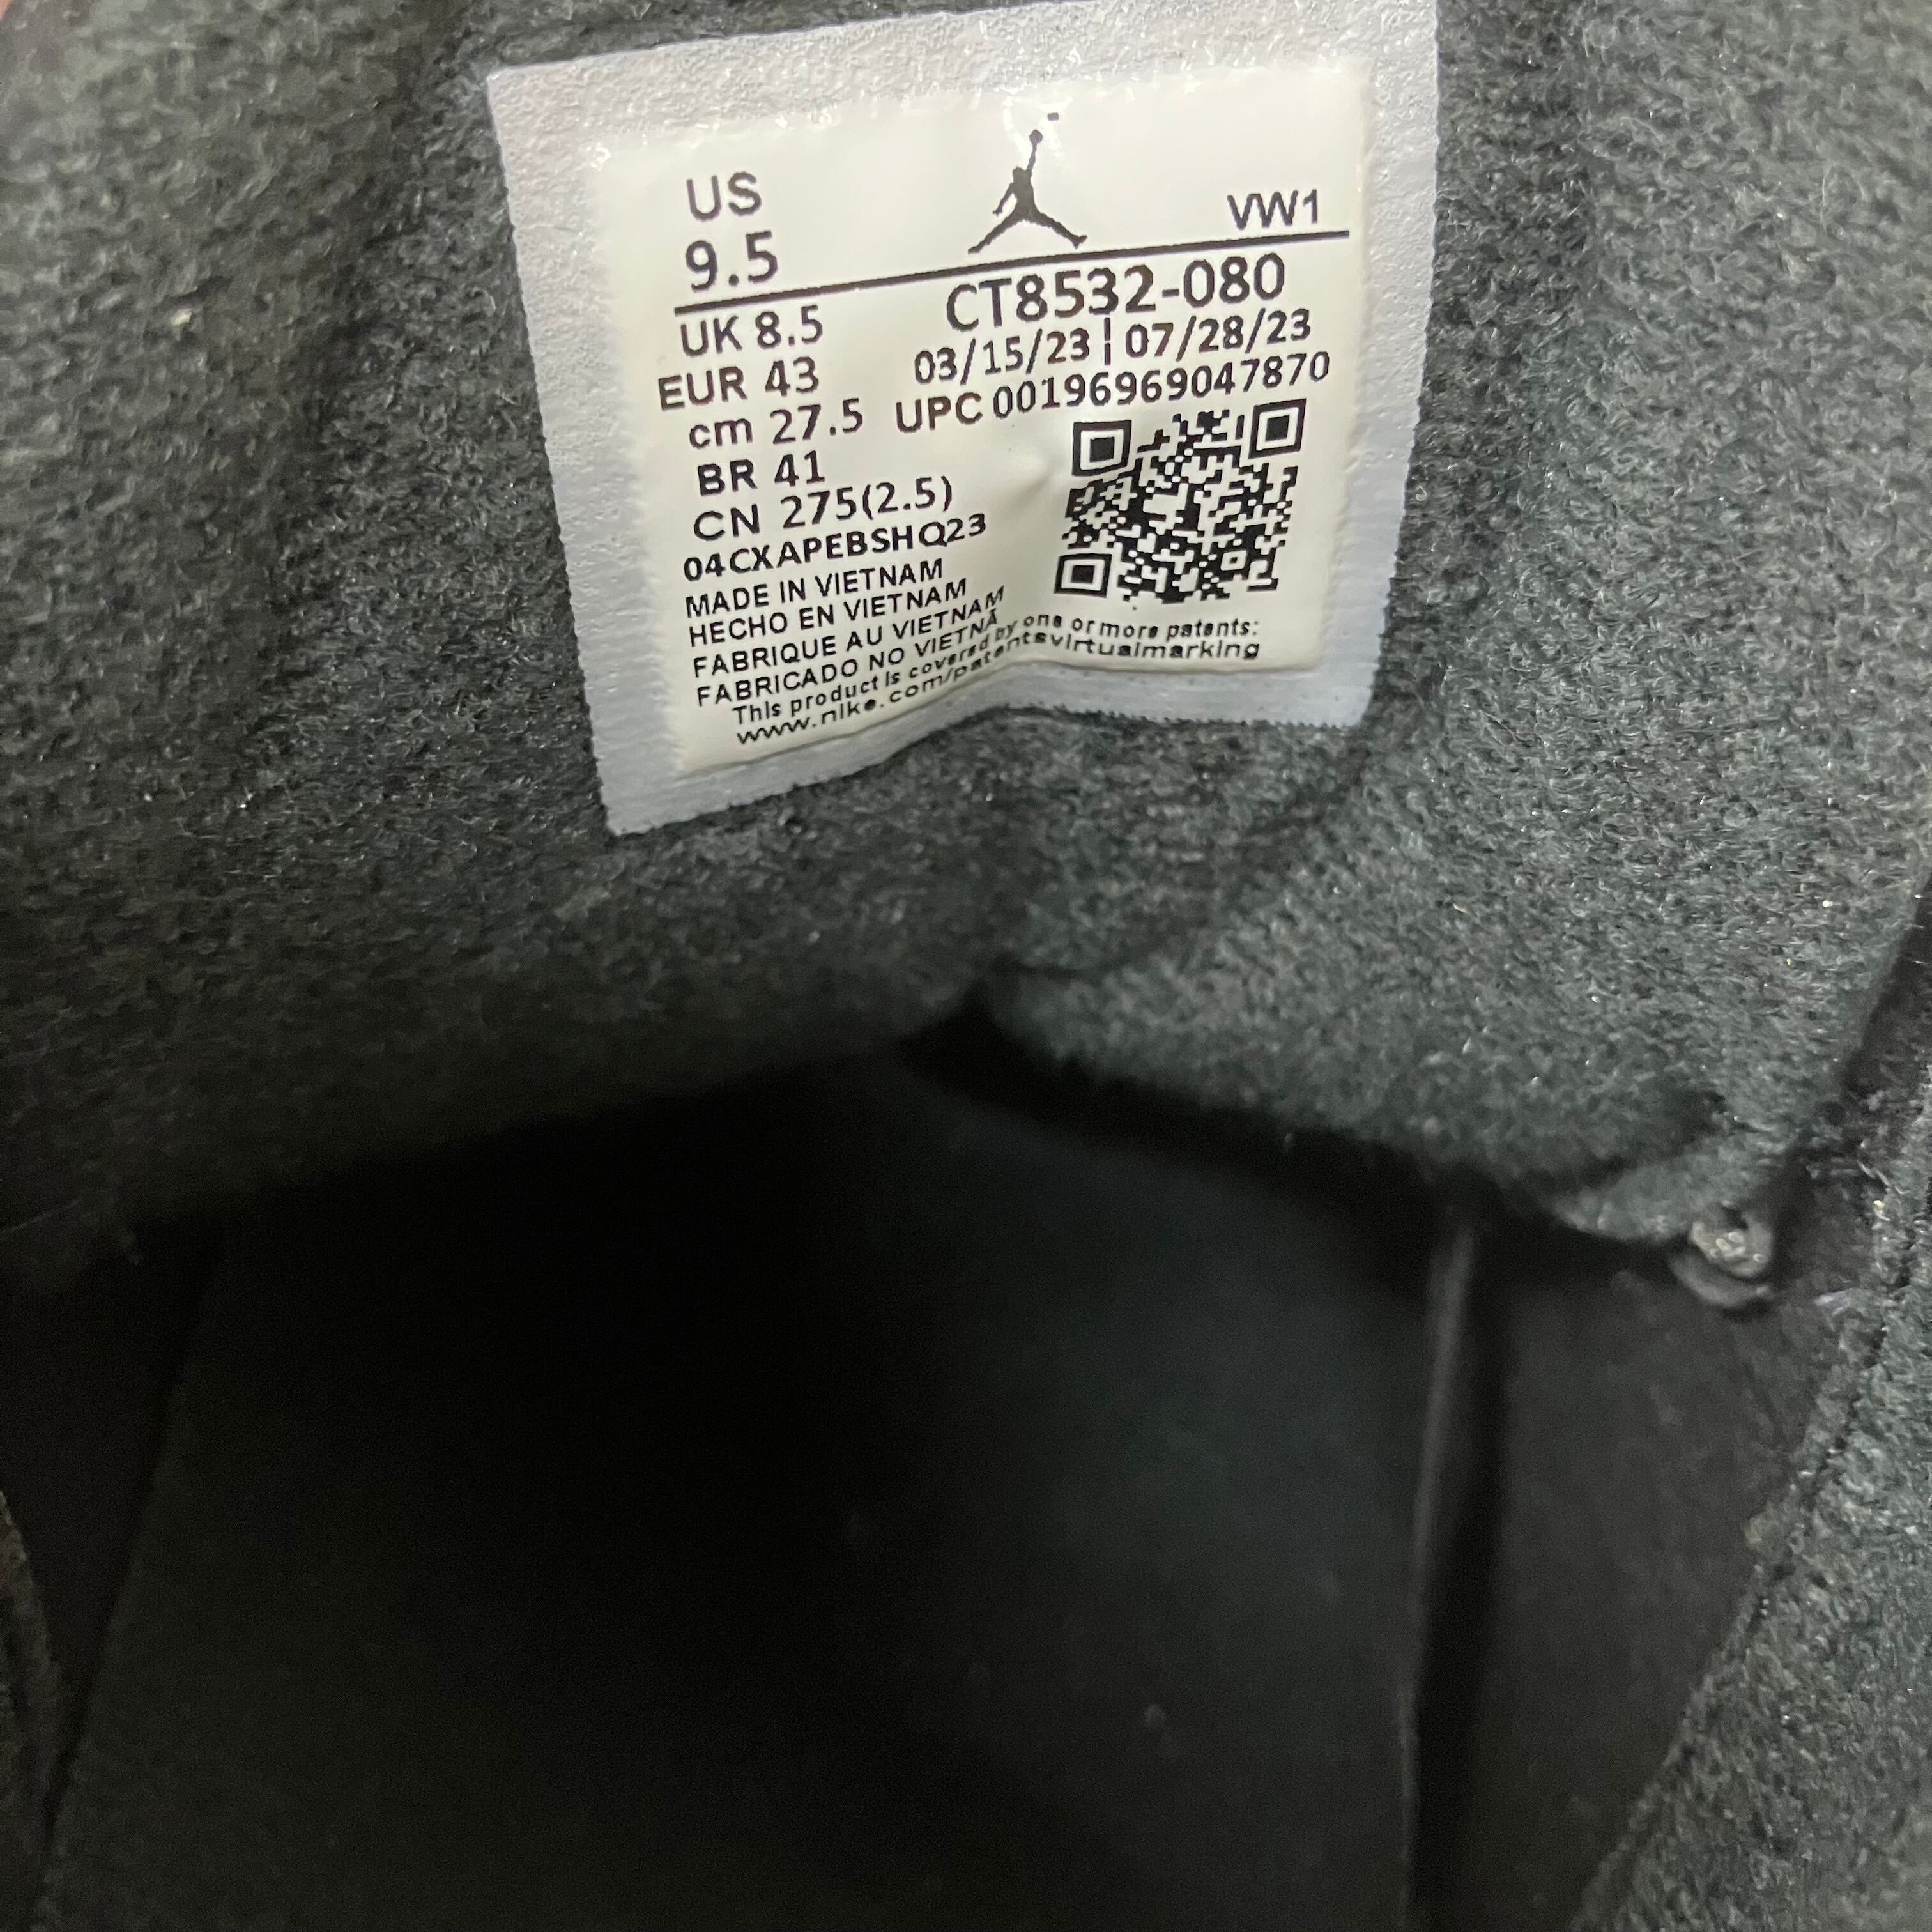 US
9.5
VW1
UK 8.5
EUR 43
cm 27.5
BR 41
CN 275(2.5)
CT8532-080
03/15/23 | 07/28/23
UPC 00196969047870
04CXAPEBSHQ23
MADE IN VIETNAM
HECHO EN VIETNAM
FABRIQUE AU VIETNAM
FABRICADO NO VIETNÃ
This product is covered by one or more patents:
www.nike.com/patentsvirtualmarking